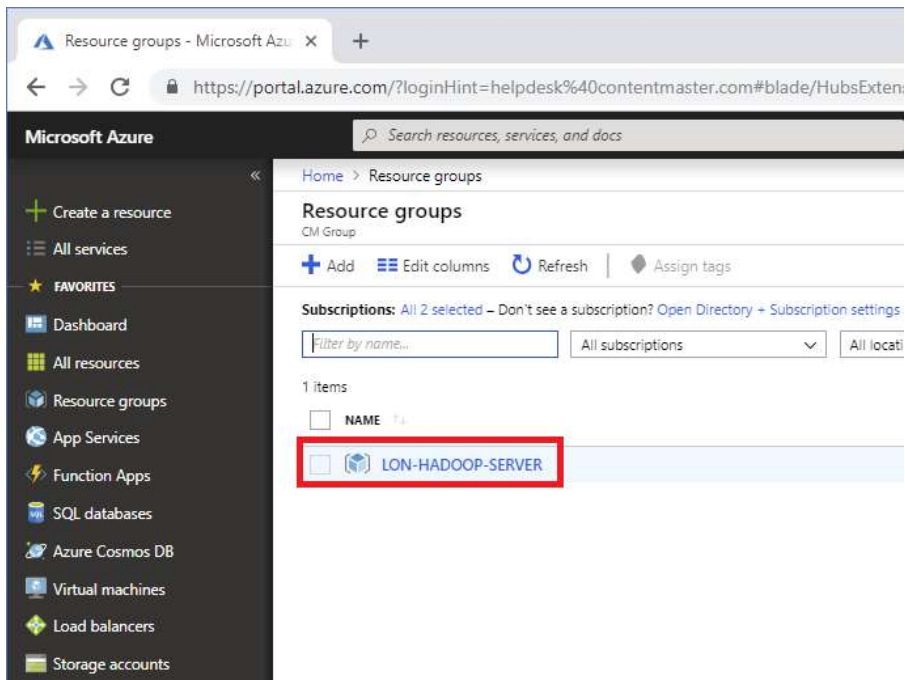 Resource groups - Microsoft Azu
https://portal.azure.com/?loginHint=helpdesk%40contentmaster.com#blade/HubsExten
Microsoft Azure
Search resources, services, and docs
Home > Resource groups
Resource groups
CM Group
Add Edit columns Refresh Assign tags
Subscriptions: All 2 selected – Don't see a subscription? Open Directory + Subscription settings
Filter by name... All subscriptions All locati
1 items
NAME
LON-HADOOP-SERVER
Create a resource
All services
FAVORITES
Dashboard
All resources
Resource groups
App Services
Function Apps
SQL databases
Azure Cosmos DB
Virtual machines
Load balancers
Storage accounts